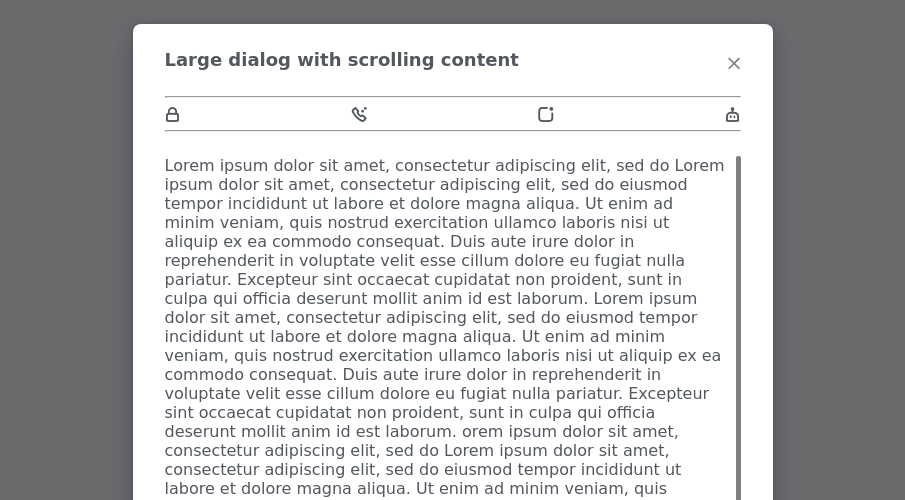 Large dialog with scrolling content
Lorem ipsum dolor sit amet, consectetur adipiscing elit, sed do Lorem
ipsum dolor sit amet, consectetur adipiscing elit, sed do eiusmod
tempor incididunt ut labore et dolore magna aliqua. Ut enim ad
minim veniam, quis nostrud exercitation ullamco laboris nisi ut
aliquip ex ea commodo consequat. Duis aute irure dolor in
reprehenderit in voluptate velit esse cillum dolore eu fugiat nulla
pariatur. Excepteur sint occaecat cupidatat non proident, sunt in
culpa qui officia deserunt mollit anim id est laborum. Lorem ipsum
dolor sit amet, consectetur adipiscing elit, sed do eiusmod tempor
incididunt ut labore et dolore magna aliqua. Ut enim ad minim
veniam, quis nostrud exercitation ullamco laboris nisi ut aliquip ex ea
commodo consequat. Duis aute irure dolor in reprehenderit in
voluptate velit esse cillum dolore eu fugiat nulla pariatur. Excepteur
sint occaecat cupidatat non proident, sunt in culpa qui officia
deserunt mollit anim id est laborum. orem ipsum dolor sit amet,
consectetur adipiscing elit, sed do Lorem ipsum dolor sit amet,
consectetur adipiscing elit, sed do eiusmod tempor incididunt ut
labore et dolore magna aliqua. Ut enim ad minim veniam, quis